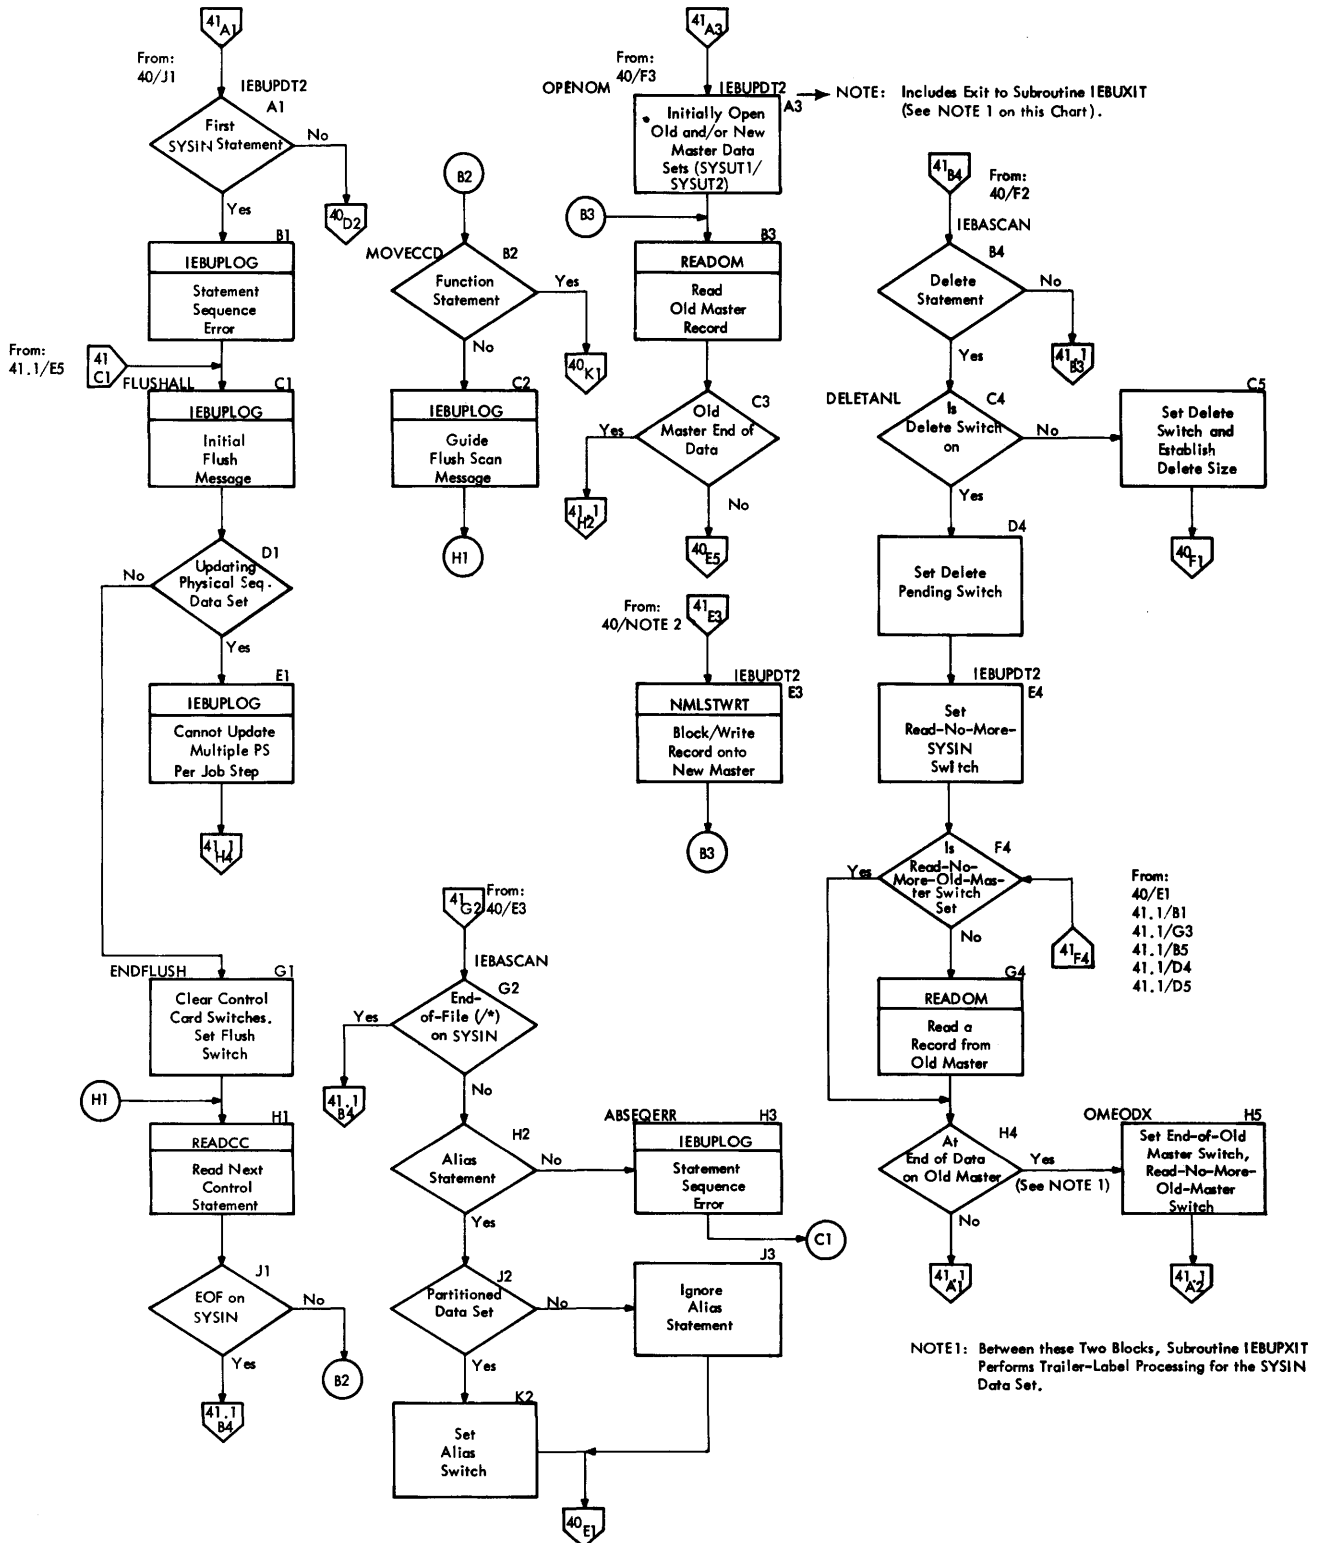 41
A1
From:
40/J1
IEBUPDT2
A1
First
SYSIN Statement
No
40
D2
Yes
B1
IEBUPLOG
Statement
Sequence
Error
From:
41.1/E5
41
C1
FLUSHALL
C1
IEBUPLOG
Initial
Flush
Message
D1
Updating
Physical Seq.
Data Set
No
Yes
E1
IEBUPLOG
Cannot Update
Multiple PS
Per Job Step
41.1
H4
ENDFLUSH
G1
Clear Control
Card Switches.
Set Flush
Switch
H1
H1
READCC
Read Next
Control
Statement
J1
EOF on
SYSIN
No
B2
Yes
41.1
B4
B2
MOVECCD
B2
Function
Statement
Yes
40
K1
No
C2
IEBUPLOG
Guide
Flush Scan
Message
H1
41
G2
From:
40/E3
IEBASCAN
G2
End-
of-File (/*)
on SYSIN
Yes
41.1
B4
No
H2
Alias
Statement
No
Yes
J2
Partitioned
Data Set
No
Yes
K2
Set
Alias
Switch
40
E1
41
A3
From:
40/F3
OPENOM
IEBUPDT2
A3
Initially Open
Old and/or New
Master Data
Sets (SYSUT1/
SYSUT2)
NOTE: Includes Exit to Subroutine IEBUXIT
(See NOTE 1 on this Chart).
B3
B3
READOM
Read
Old Master
Record
C3
Old
Master End of
Data
Yes
41.1
H2
No
40
E5
From:
40/NOTE 2
41
E3
IEBUPDT2
E3
NMLSTWRT
Block/Write
Record onto
New Master
B3
ABSEQERR
H3
IEBUPLOG
Statement
Sequence
Error
C1
J3
Ignore
Alias
Statement
41
B4
From:
40/F2
IEBASCAN
B4
Delete
Statement
No
41.1
B3
Yes
DELETANL
C4
Is
Delete Switch
on
No
C5
Set Delete
Switch and
Establish
Delete Size
40
F1
Yes
D4
Set Delete
Pending Switch
IEBUPDT2
E4
Set
Read-No-More-
SYSIN
Switch
F4
Is
Read-No-
More-Old-Mas-
ter Switch
Set
Yes
No
41
F4
From:
40/E1
41.1/B1
41.1/G3
41.1/B5
41.1/D4
41.1/D5
G4
READOM
Read a
Record from
Old Master
H4
At
End of Data
on Old Master
Yes
(See NOTE 1)
No
41.1
A1
OMEODX
H5
Set End-of-Old
Master Switch,
Read-No-More-
Old-Master
Switch
41.1
A2
NOTE1: Between these Two Blocks, Subroutine IEBUPXIT
Performs Trailer-Label Processing for the SYSIN
Data Set.